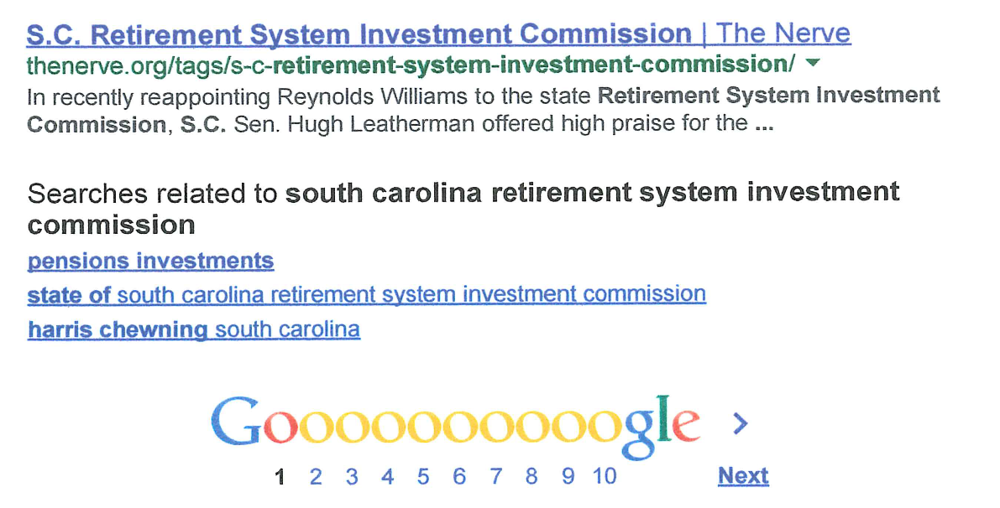 S.C. Retirement System Investment Commission | The Nerve
thenerve.org/tags/s-c-retirement-system-investment-commission/
In recently reappointing Reynolds Williams to the state Retirement System Investment
Commission, S.C. Sen. Hugh Leatherman offered high praise for the ...
Searches related to south carolina retirement system investment
commission
pensions investments
state of south carolina retirement system investment commission
harris chewning south carolina
Goooooooooogle >
1 2 3 4 5 6 7 8 9 10 Next